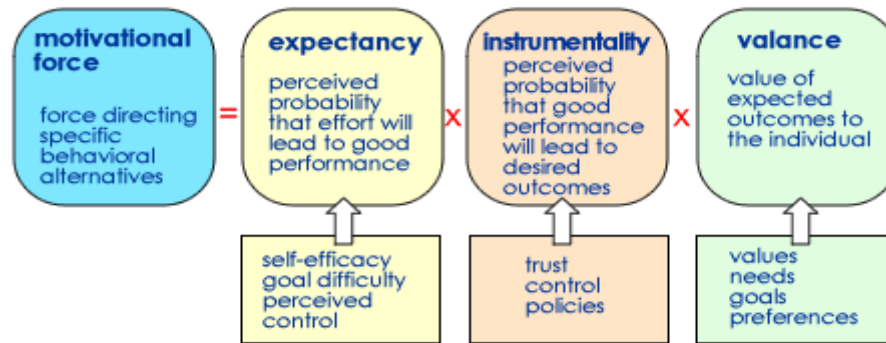 motivational
force
force directing
specific
behavioral
alternatives
=
expectancy
perceived
probability
that effort will
lead to good
performance
x
instrumentality
perceived
probability
that good
performance
will lead to
desired
outcomes
x
valance
value of
expected
outcomes to
the individual
self-efficacy
goal difficulty
perceived
control
trust
control
policies
values
needs
goals
preferences